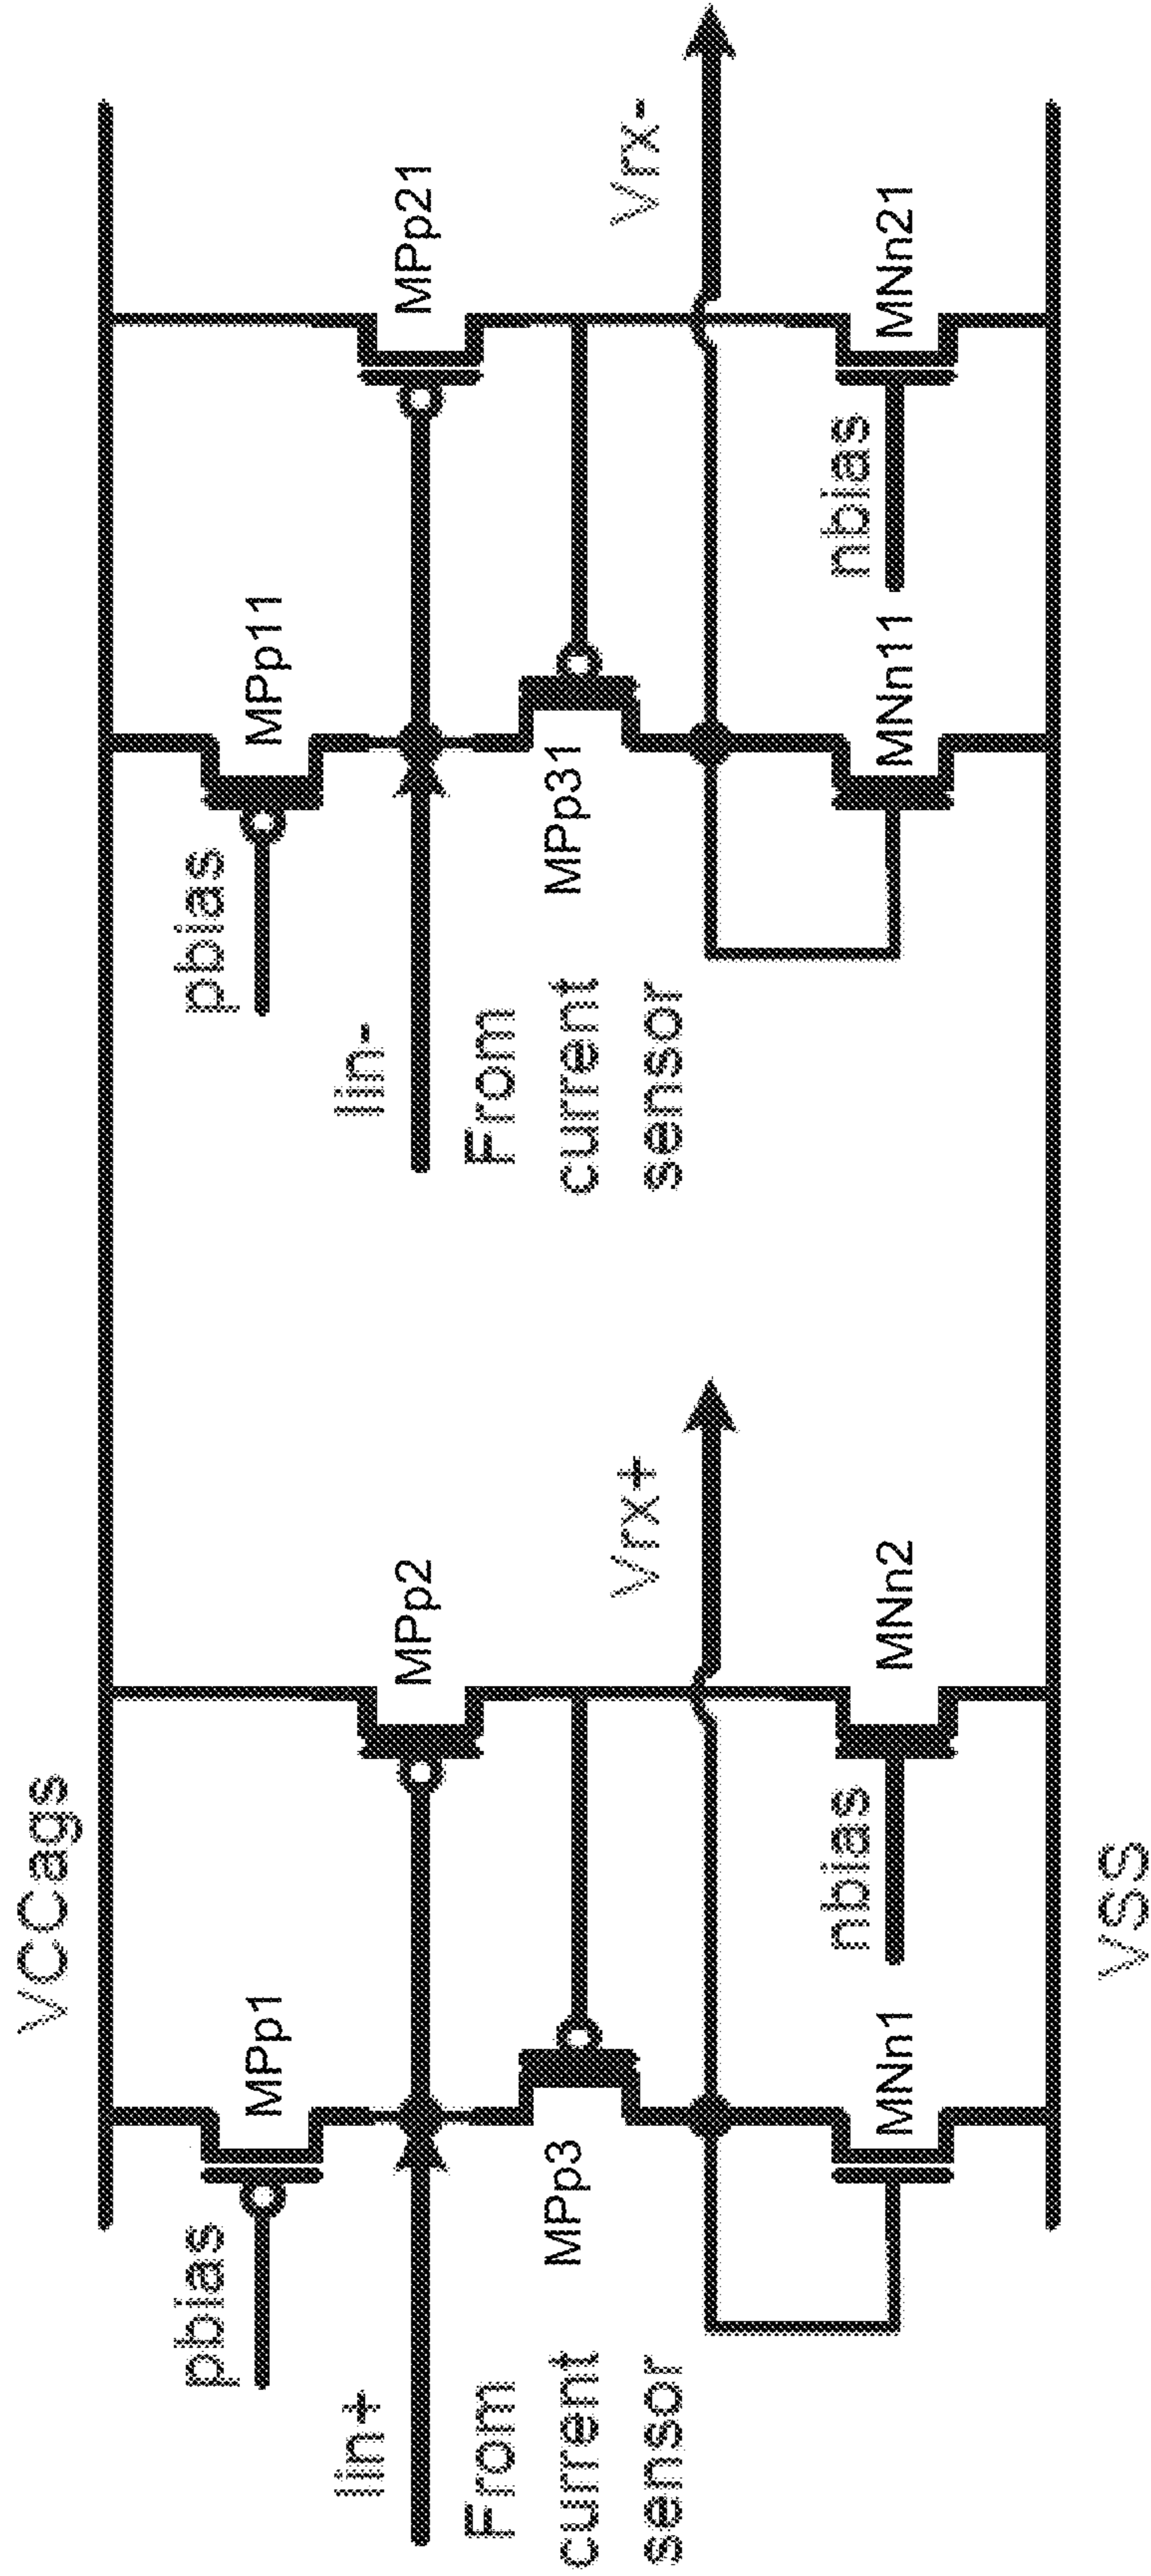 VCCags
pbias
MPp1
Iin+
From
current
sensor
MPp2
MPp3
Vrx+
nbias
MNn1
MNn2
pbias
MPp11
Iin-
From
current
sensor
MPp21
MPp31
Vrx-
nbias
MNn11
MNn21
VSS